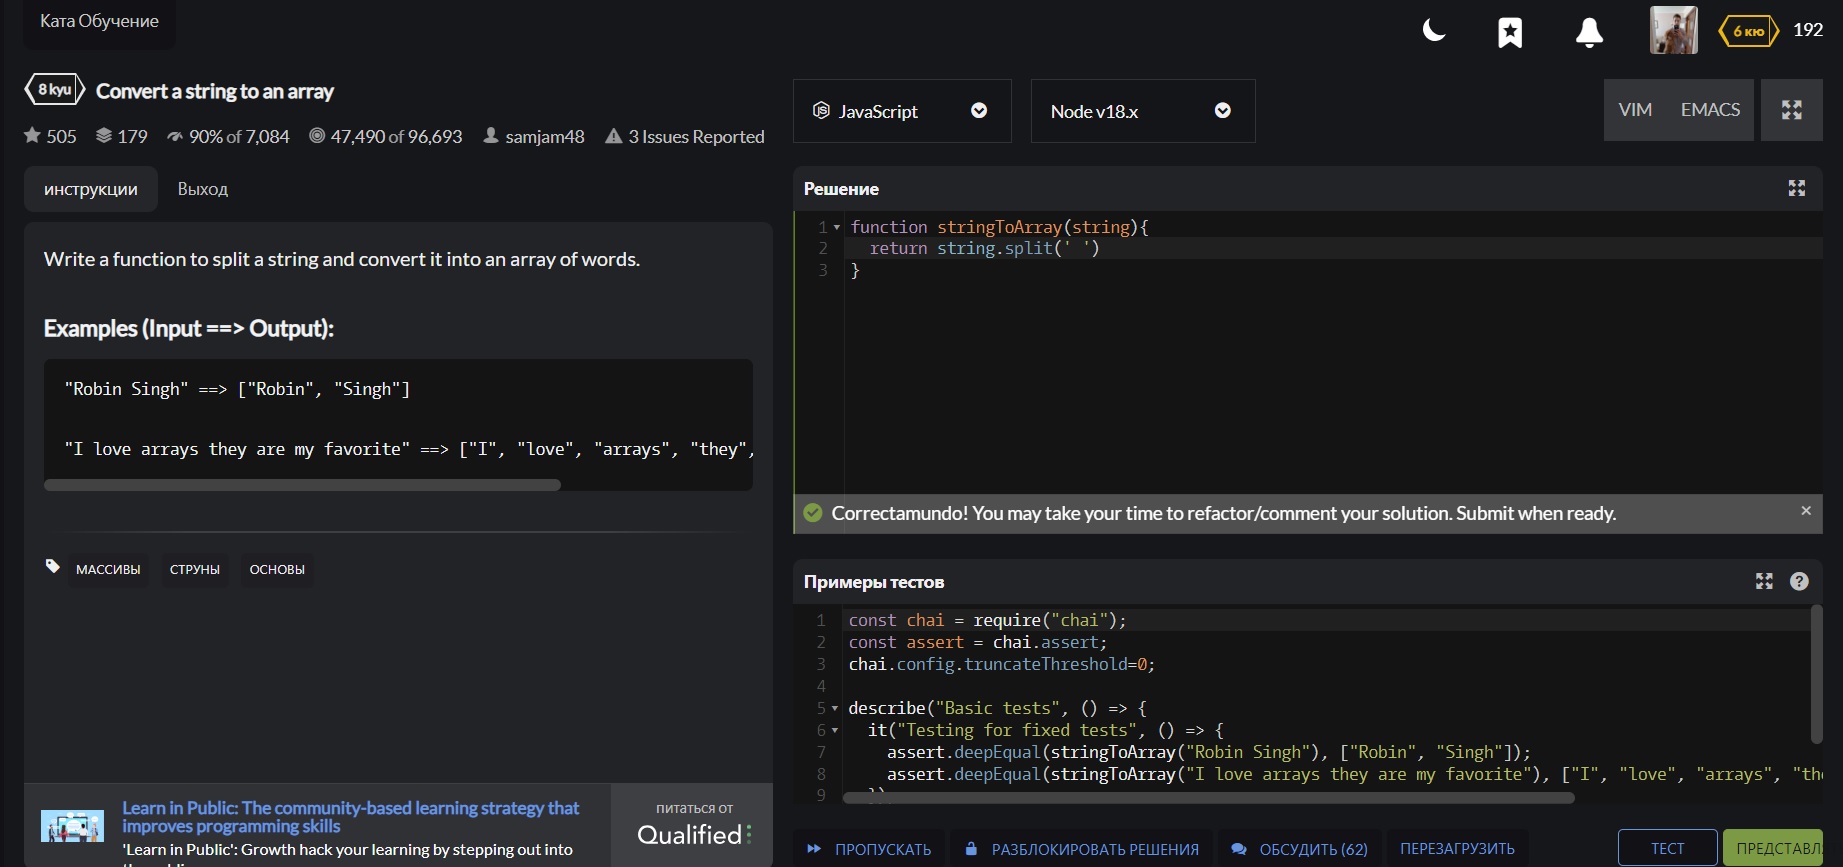 Ката Обучение
6 кю
192
8 kyu
Convert a string to an array
505
179
90% of 7,084
47,490 of 96,693
samjam48
3 Issues Reported
JavaScript
Node v18.x
VIM
EMACS
инструкции
Выход
Write a function to split a string and convert it into an array of words.
Examples (Input ==> Output):
"Robin Singh" ==> ["Robin", "Singh"]
"I love arrays they are my favorite" ==> ["I", "love", "arrays", "they",
МАССИВЫ
СТРУНЫ
ОСНОВЫ
Learn in Public: The community-based learning strategy that
improves programming skills
'Learn in Public': Growth hack your learning by stepping out into
питаться от
Qualified
Решение
1 function stringToArray(string){
2 return string.split(' ')
3 }
Correctamundo! You may take your time to refactor/comment your solution. Submit when ready.
Примеры тестов
1 const chai = require("chai");
2 const assert = chai.assert;
3 chai.config.truncateThreshold=0;
4
5 describe("Basic tests", () => {
6 it("Testing for fixed tests", () => {
7 assert.deepEqual(stringToArray("Robin Singh"), ["Robin", "Singh"]);
8 assert.deepEqual(stringToArray("I love arrays they are my favorite"), ["I", "love", "arrays", "the
9 })
ПРОПУСКАТЬ
РАЗБЛОКИРОВАТЬ РЕШЕНИЯ
ОБСУДИТЬ (62)
ПЕРЕЗАГРУЗИТЬ
ТЕСТ
ПРЕДСТАВЛ